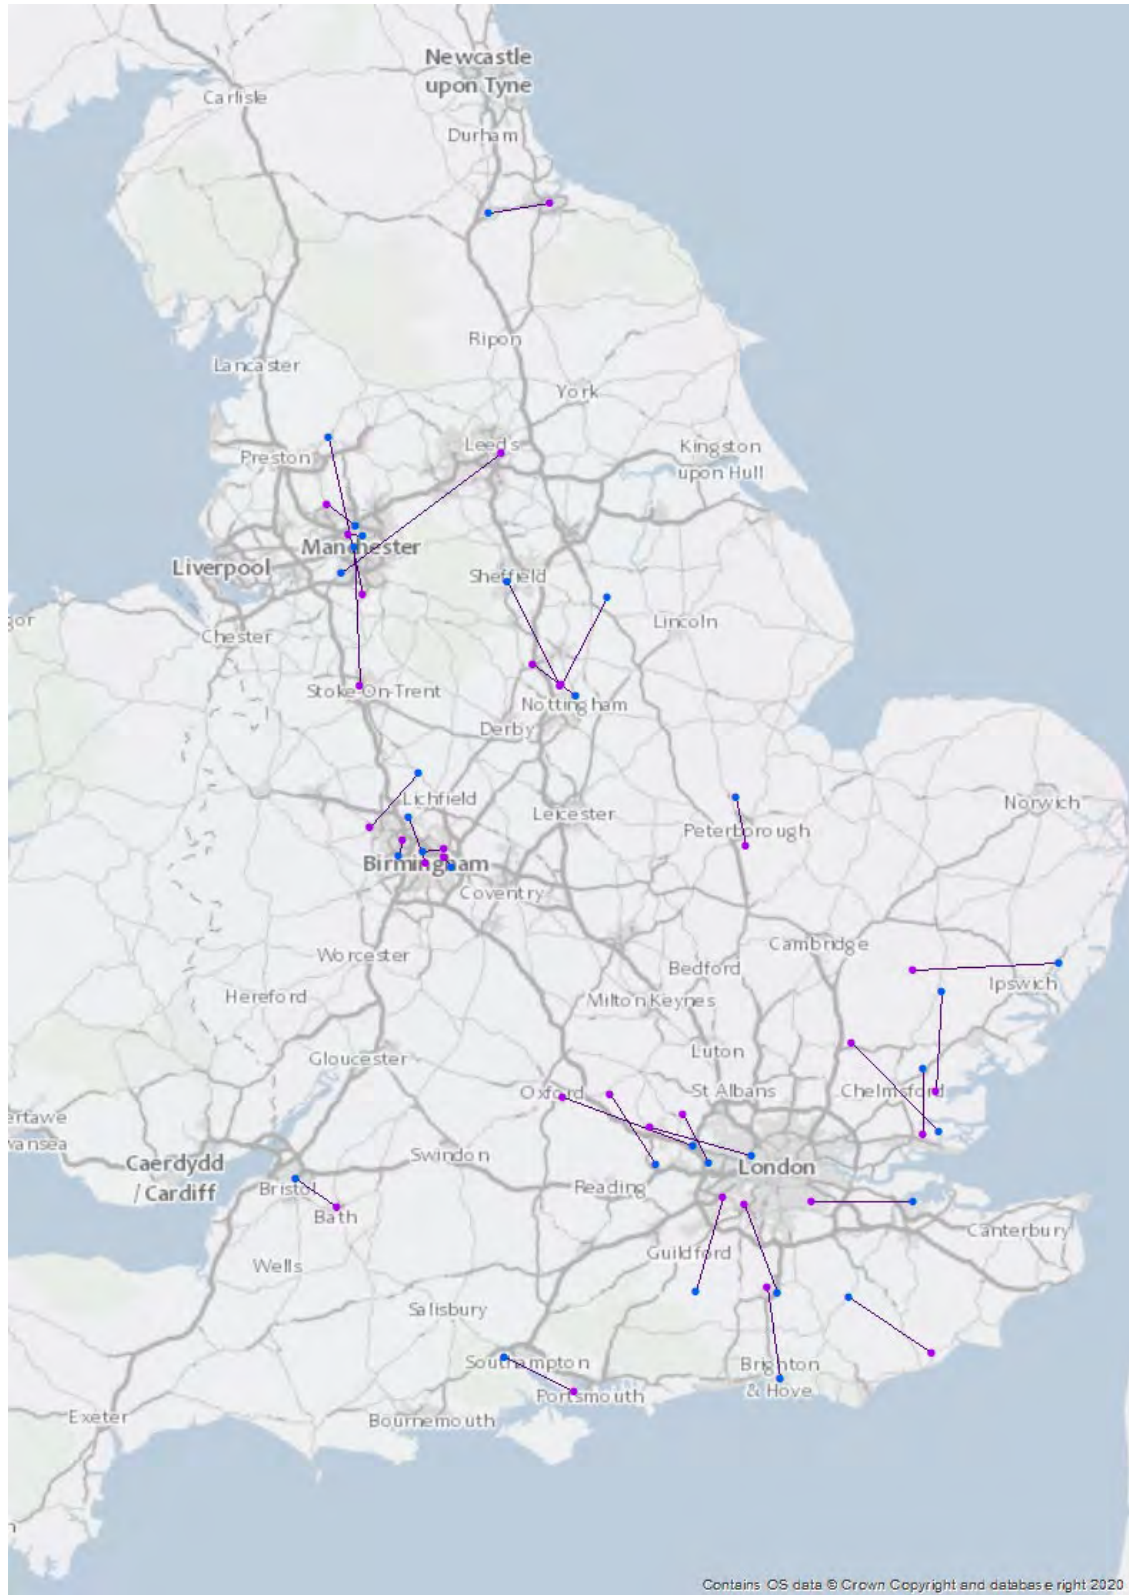 Newcastle
upon Tyne
Carlisle
Durham
Ripon
Lancaster
York
Leeds
Kingston
upon Hull
Preston
Manchester
Liverpool
Sheffield
Lincoln
Chester
Stoke-On-Trent
Nottingham
Derby
Lichfield
Norwich
Leicester
Peterborough
Birmingham
Coventry
Cambridge
Worcester
Bedford
Ipswich
Hereford
Milton Keynes
Luton
Gloucester
Oxford
St Albans
Chelmsford
Swindon
Caerdydd
/ Cardiff
London
Bristol
Reading
Bath
Canterbury
Guildford
Wells
Salisbury
Southampton
Brighton
& Hove
Portsmouth
Bournemouth
Exeter
Contains OS data © Crown Copyright and database right 2020